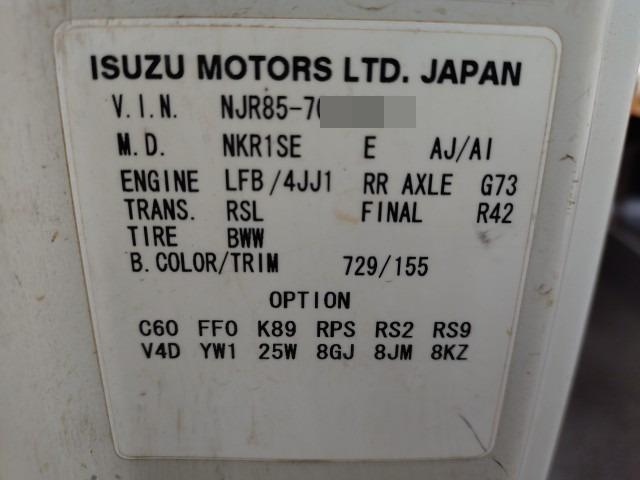 ISUZU MOTORS LTD. JAPAN
V.I.N. NJR85-7
M.D. NKR1SE E AJ/AI
ENGINE LFB/4JJ1 RR AXLE G73
TRANS. RSL FINAL R42
TIRE BWW
B.COLOR/TRIM 729/155
OPTION
C60 FF0 K89 RPS RS2 RS9
V4D YW1 25W 8GJ 8JM 8KZ